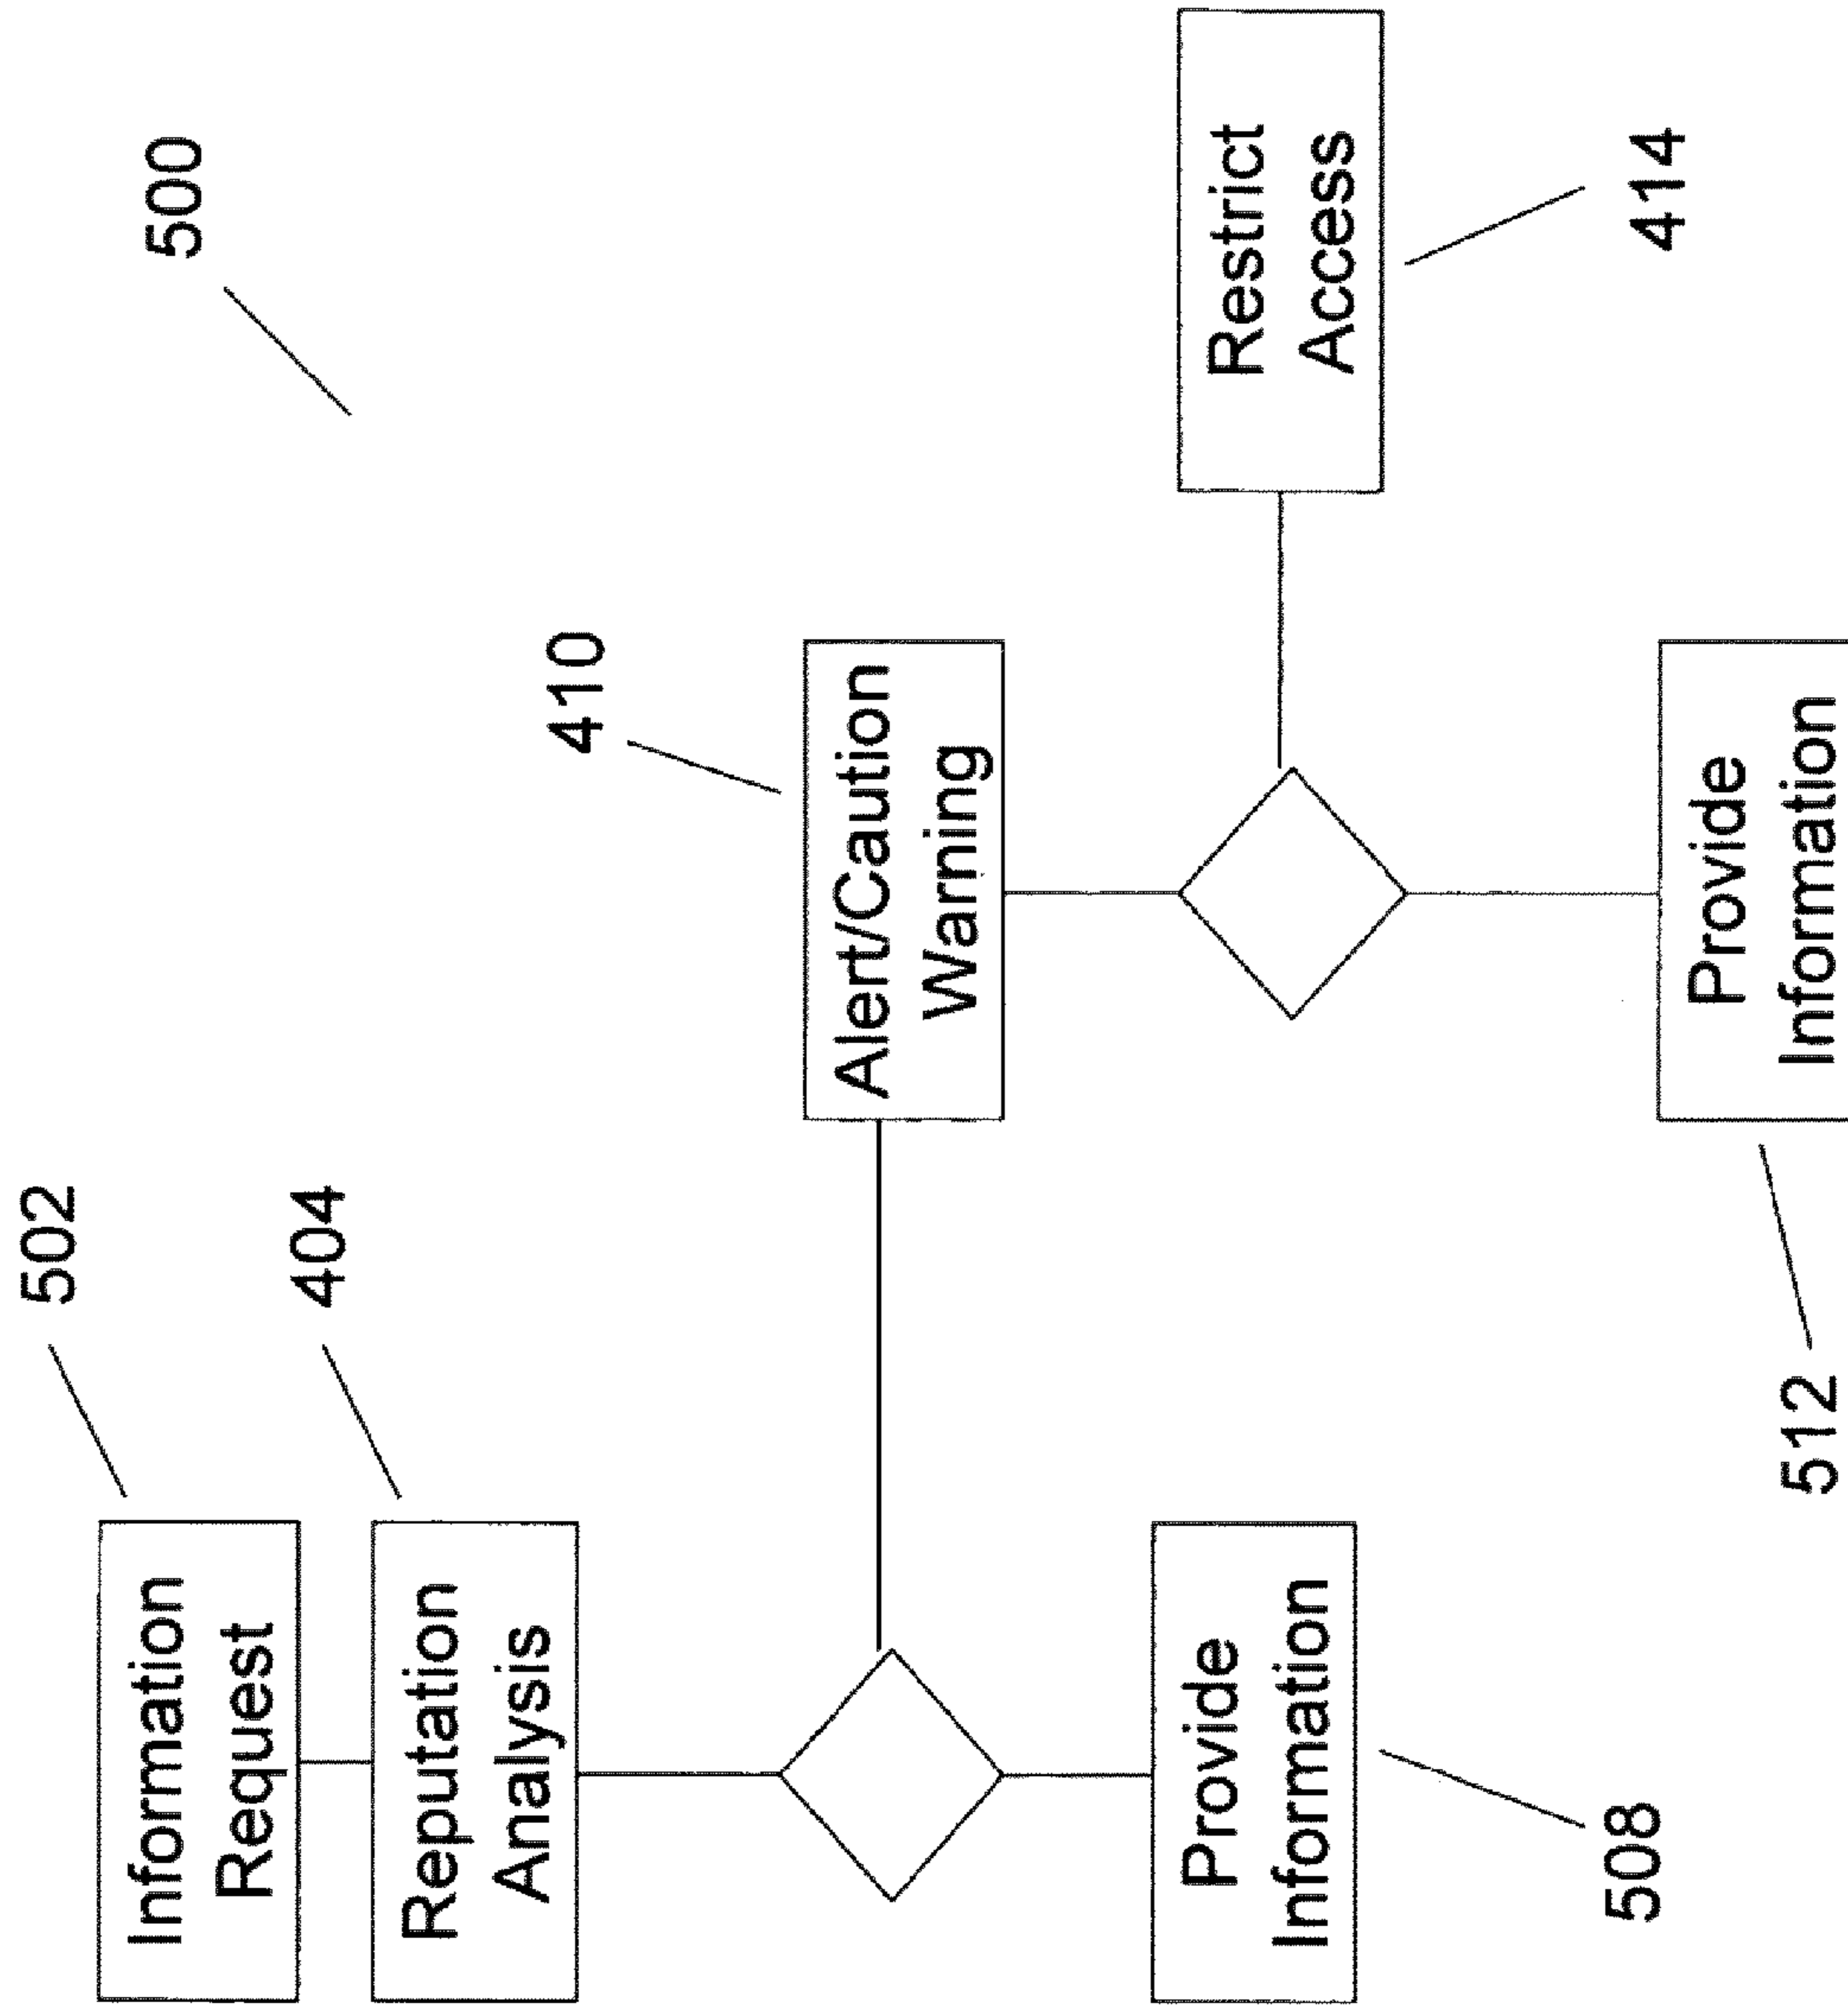 500
502
Information
Request
404
Reputation
Analysis
410
Alert/Caution
Warning
Restrict
Access
414
Provide
Information
508
Provide
Information
512